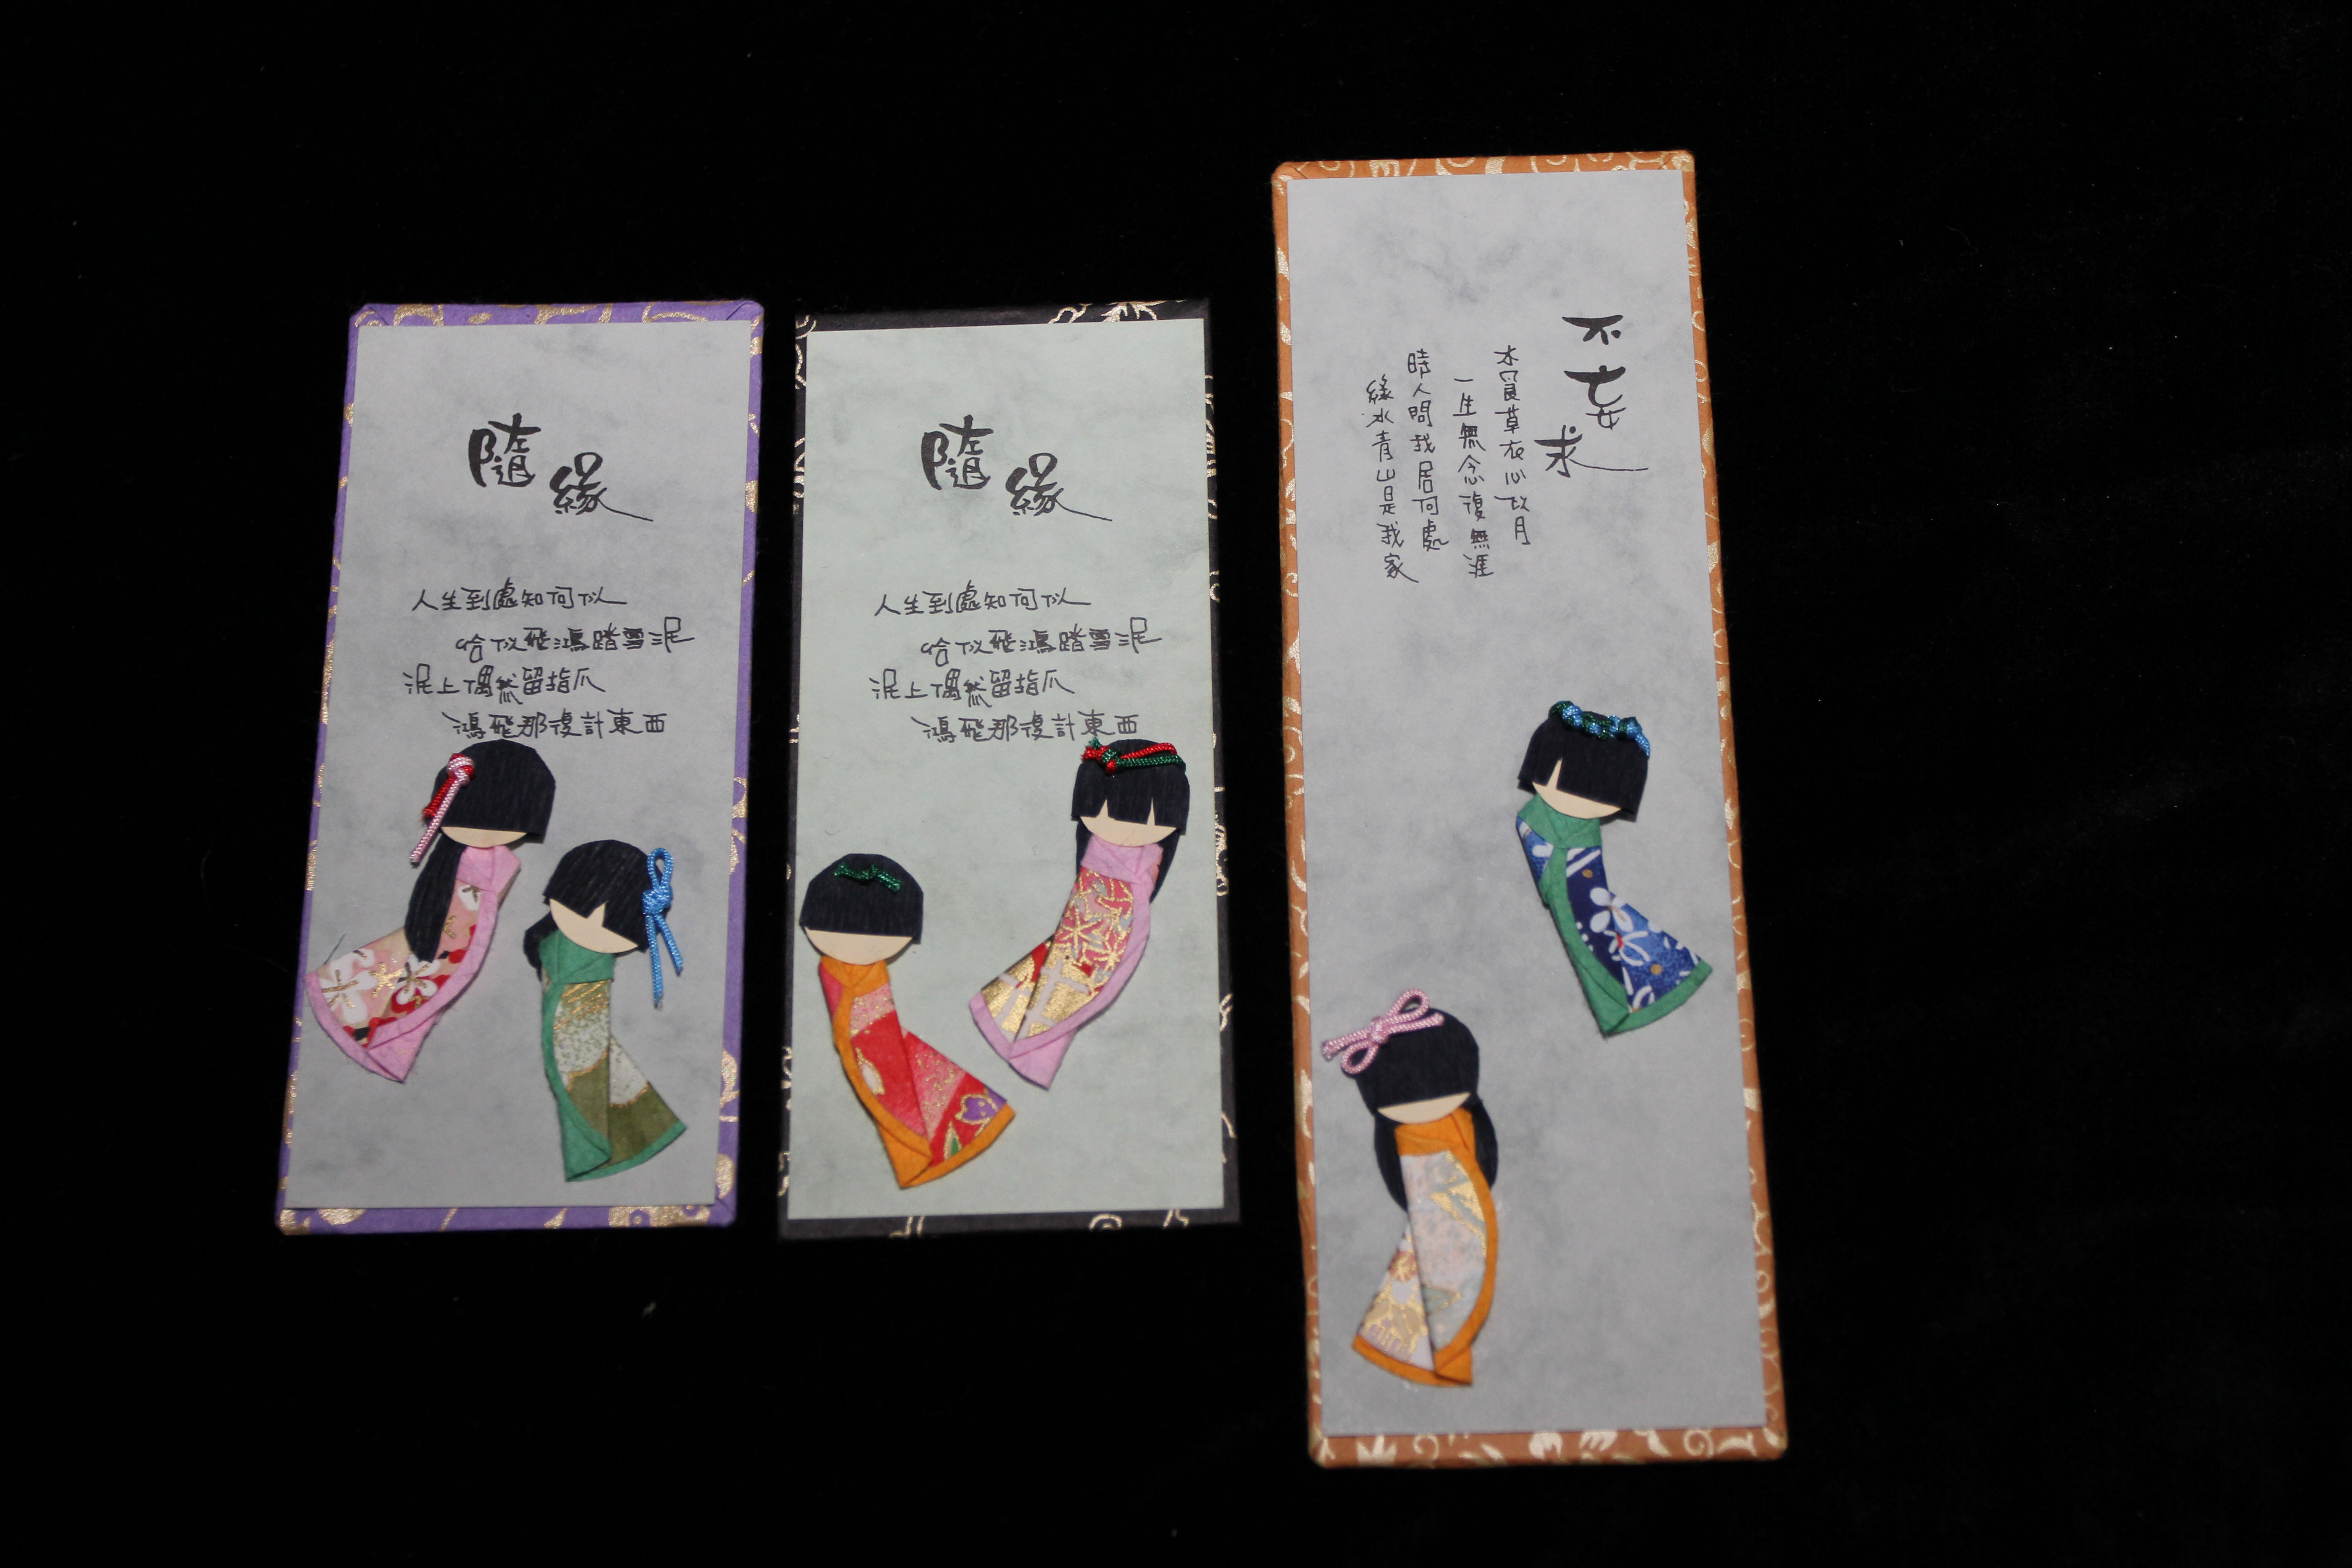 隨緣
人生到處知何似
哈似飛鴻踏雪泥
泥上偶然留指爪
鴻飛那復計東西
隨緣
人生到處知何似
哈似飛鴻踏雪泥
泥上偶然留指爪
鴻飛那復計東西
不妄求
木食草衣心似月
一生無念復無涯
時人問我居何處
緣水青山是我家